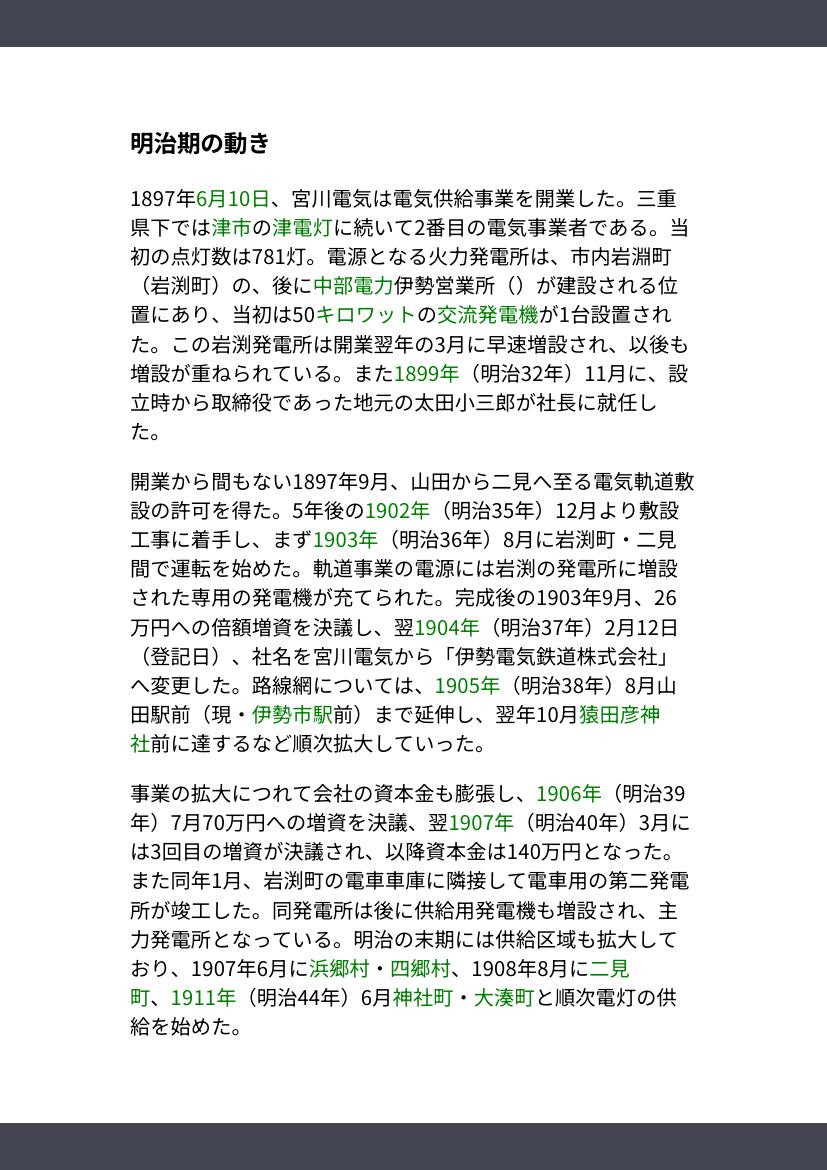 明治期の動き
1897年6月10日、宮川電気は電気供給事業を開業した。三重
県下では津市の津電灯に続いて2番目の電気事業者である。当
初の点灯数は781灯。電源となる火力発電所は、市内岩淵町
（岩渕町）の、後に中部電力伊勢営業所（）が建設される位
置にあり、当初は50キロワットの交流発電機が1台設置され
た。この岩渕発電所は開業翌年の3月に早速増設され、以後も
増設が重ねられている。また1899年（明治32年）11月に、設
立時から取締役であった地元の太田小三郎が社長に就任し
た。
開業から間もない1897年9月、山田から二見へ至る電気軌道敷
設の許可を得た。5年後の1902年（明治35年）12月より敷設
工事に着手し、まず1903年（明治36年）8月に岩渕町・二見
間で運転を始めた。軌道事業の電源には岩渕の発電所に増設
された専用の発電機が充てられた。完成後の1903年9月、26
万円への倍額増資を決議し、翌1904年（明治37年）2月12日
（登記日）、社名を宮川電気から「伊勢電気鉄道株式会社」
へ変更した。路線網については、1905年（明治38年）8月山
田駅前（現・伊勢市駅前）まで延伸し、翌年10月猿田彦神
社前に達するなど順次拡大していった。
事業の拡大につれて会社の資本金も膨張し、1906年（明治39
年）7月70万円への増資を決議、翌1907年（明治40年）3月に
は3回目の増資が決議され、以降資本金は140万円となった。
また同年1月、岩渕町の電車車庫に隣接して電車用の第二発電
所が竣工した。同発電所は後に供給用発電機も増設され、主
力発電所となっている。明治の末期には供給区域も拡大して
おり、1907年6月に浜郷村・四郷村、1908年8月に二見
町、1911年（明治44年）6月神社町・大湊町と順次電灯の供
給を始めた。